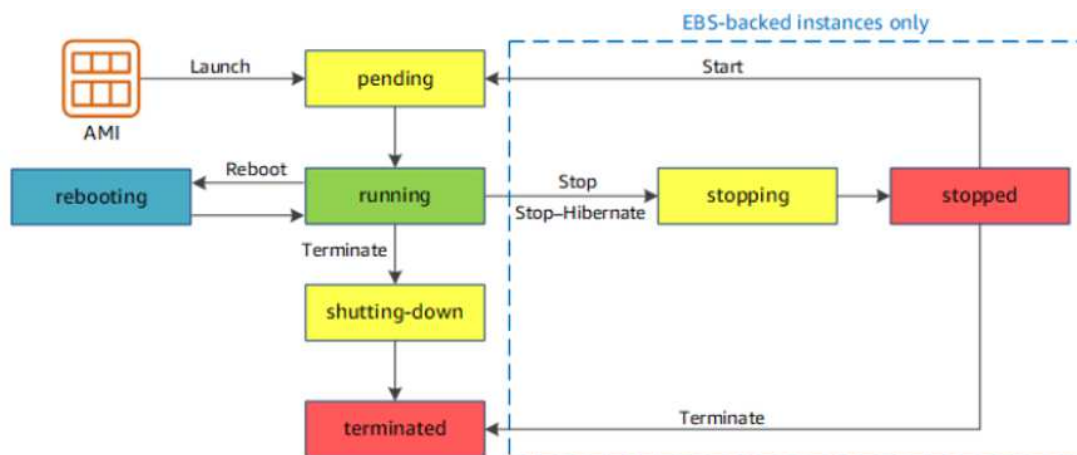 EBS-backed instances only
Launch
pending
Start
AMI
Reboot
rebooting
running
Stop
Stop–Hibernate
stopping
stopped
Terminate
shutting-down
terminated
Terminate